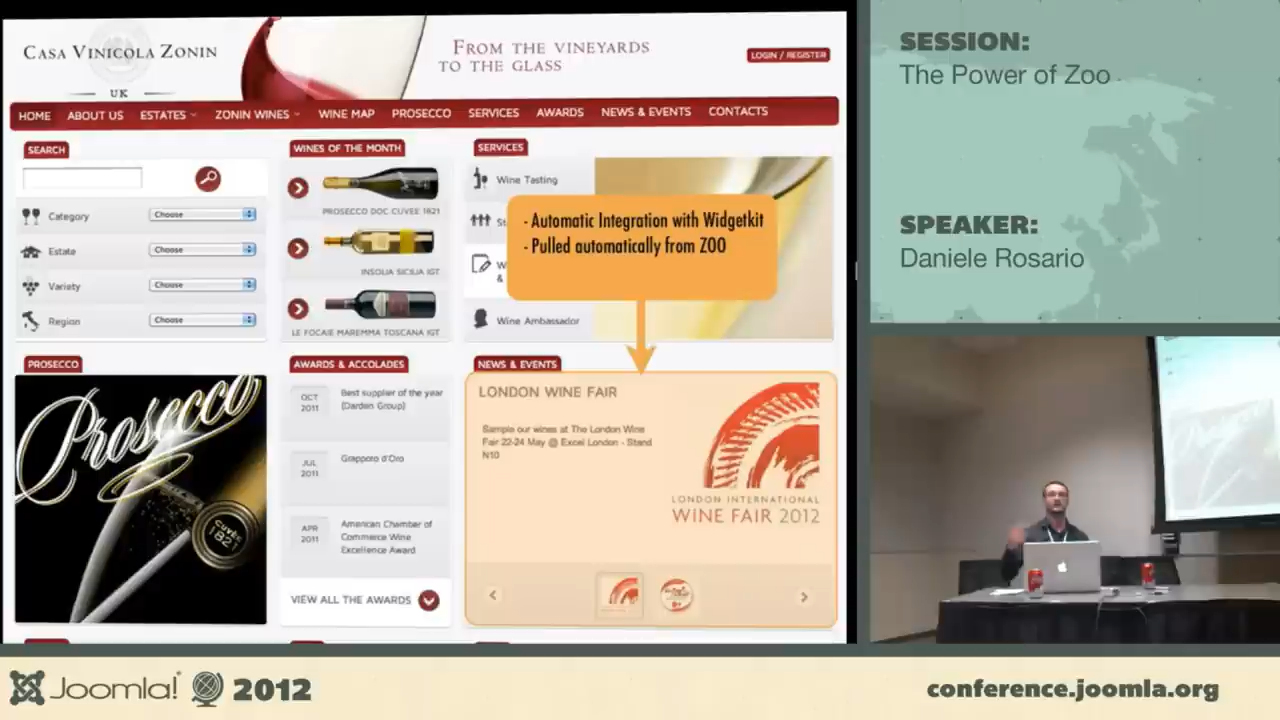 CASA VINICOLA ZONIN
UK
FROM THE VINEYARDS
TO THE GLASS
LOGIN / REGISTER
HOME
ABOUT US
ESTATES
ZONIN WINES
WINE MAP
PROSECCO
SERVICES
AWARDS
NEWS & EVENTS
CONTACTS
SEARCH
Category
Choose
Estate
Choose
Variety
Choose
Region
Choose
WINES OF THE MONTH
PROSECCO DOC CUVEE 1821
INSOLIA SICILIA IGT
LE FOCAIE MAREMMA TOSCANA IGT
SERVICES
Wine Tasting
St
W
&
Wine Ambassador
- Automatic Integration with Widgetkit
- Pulled automatically from ZOO
PROSECCO
Prosecco
CUVÉE
1821
AWARDS & ACCOLADES
OCT
2011
Best supplier of the year
(Darden Group)
JUL
2011
Grapporo d'Oro
APR
2011
American Chamber of
Commerce Wine
Excellence Award
VIEW ALL THE AWARDS
NEWS & EVENTS
LONDON WINE FAIR
Sample our wines at The London Wine
Fair 22-24 May @ Excel London - Stand
N10
LONDON INTERNATIONAL
WINE FAIR 2012
SESSION:
The Power of Zoo
SPEAKER:
Daniele Rosario
Joomla! 2012
conference.joomla.org